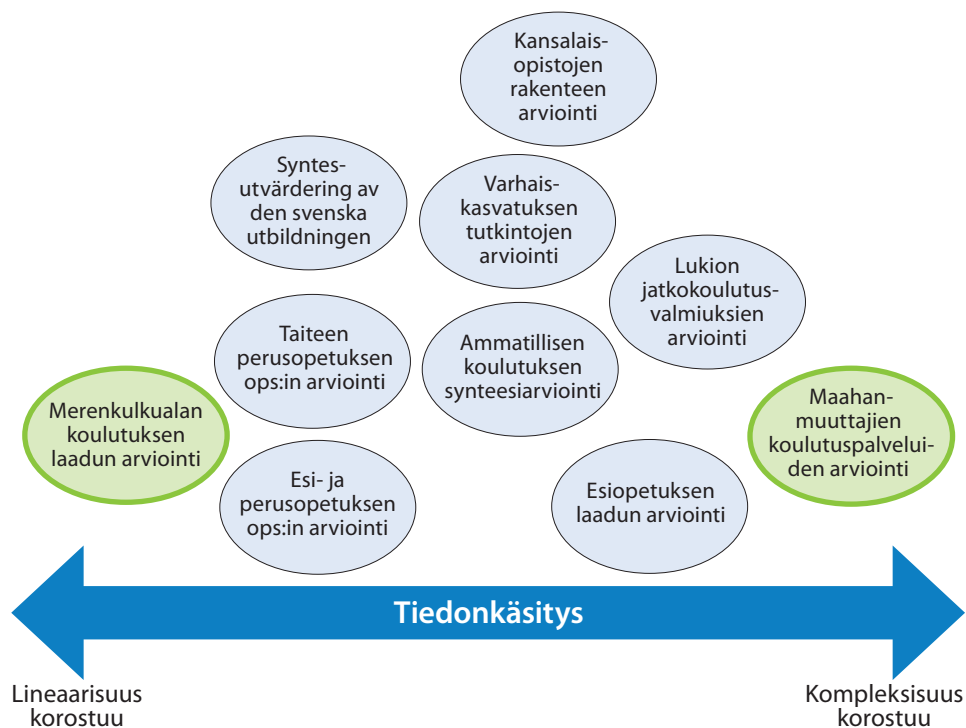 Kansalais-
opistojen
rakenteen
arviointi
Syntes-
utvärdering av
den svenska
utbildningen
Varhais-
kasvatuksen
tutkintojen
arviointi
Lukion
jatkokoulutus-
valmiuksien
arviointi
Taiteen
perusopetuksen
ops:in arviointi
Ammatillisen
koulutuksen
synteesiarviointi
Merenkulkualan
koulutuksen
laadun arviointi
Maahan-
muuttajien
koulutuspalvelui-
den arviointi
Esi- ja
perusopetuksen
ops:in arviointi
Esiopetuksen
laadun arviointi
Tiedonkäsitys
Lineaarisuus
korostuu
Kompleksisuus
korostuu